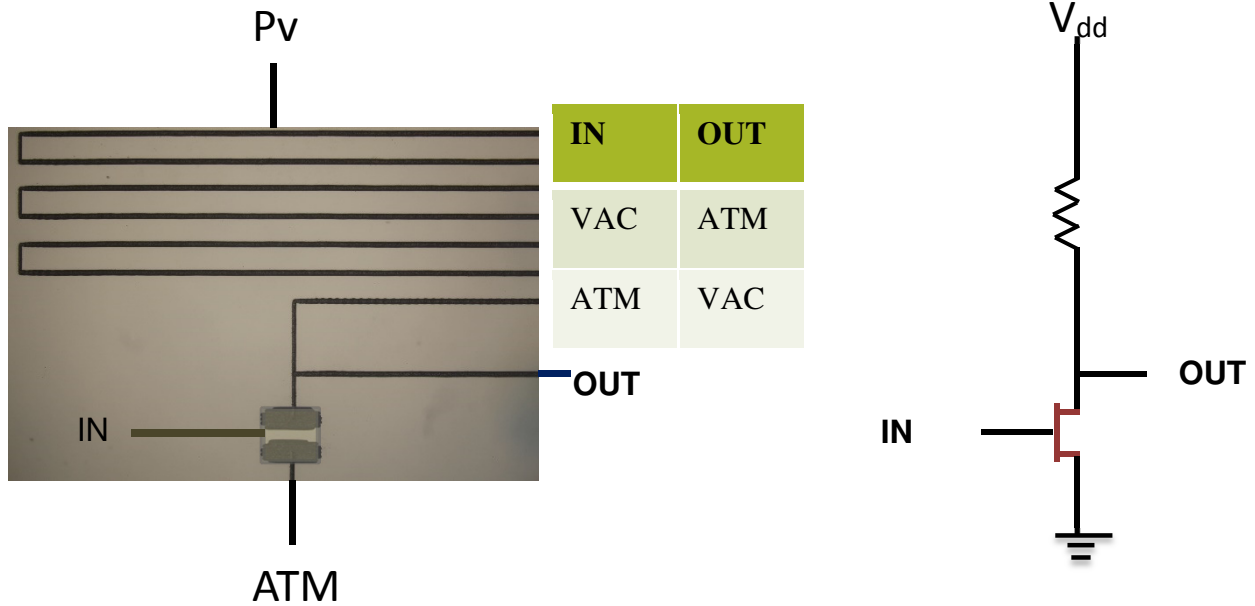 Pv
IN OUT
VAC ATM
ATM VAC
OUT
IN
ATM
Vdd
OUT
IN